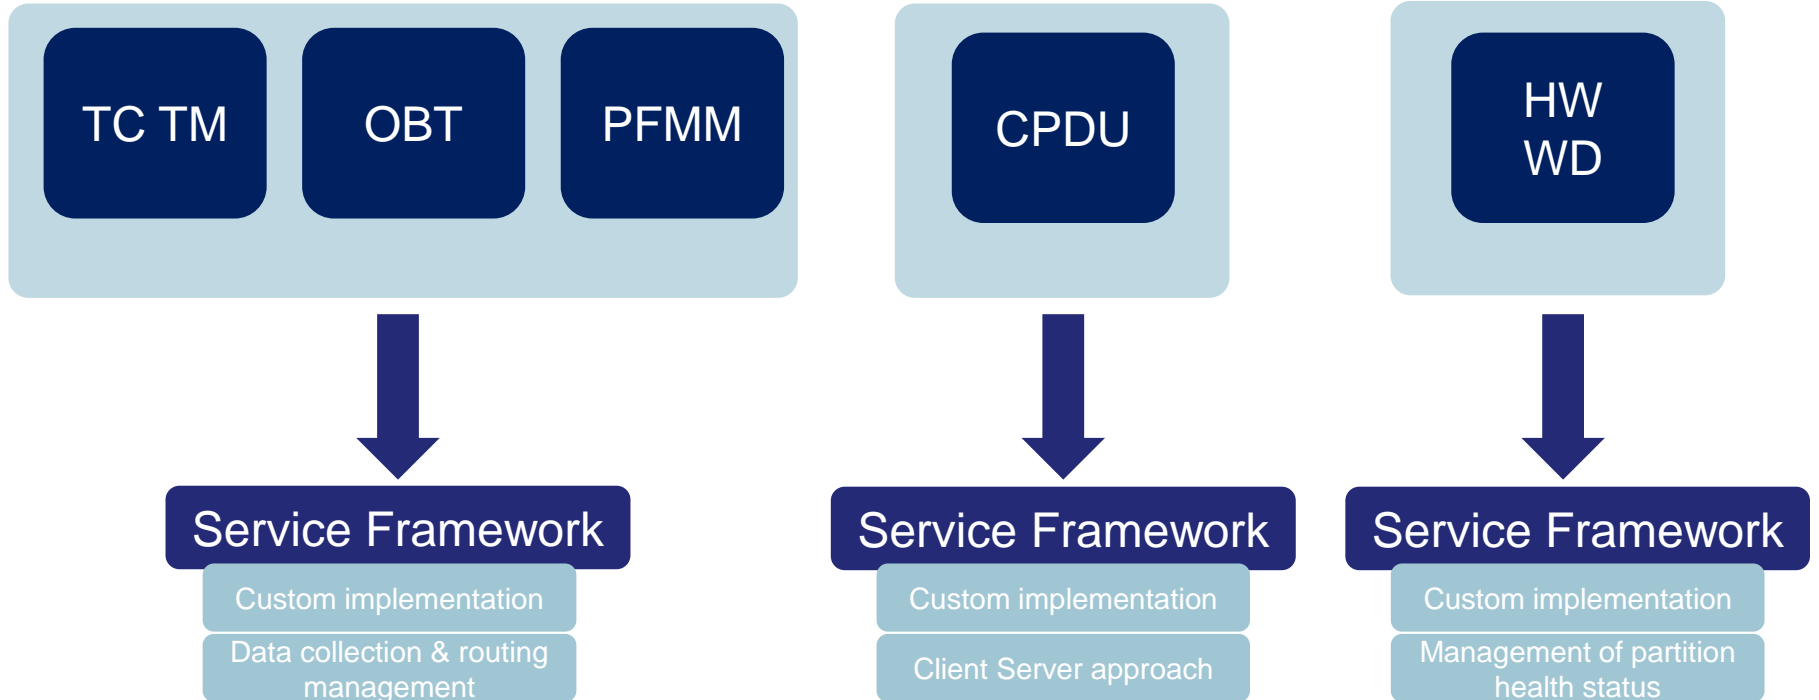 TC TM
OBT
PFMM
CPDU
HW
WD
Service Framework
Custom implementation
Data collection & routing
management
Service Framework
Custom implementation
Client Server approach
Service Framework
Custom implementation
Management of partition
health status